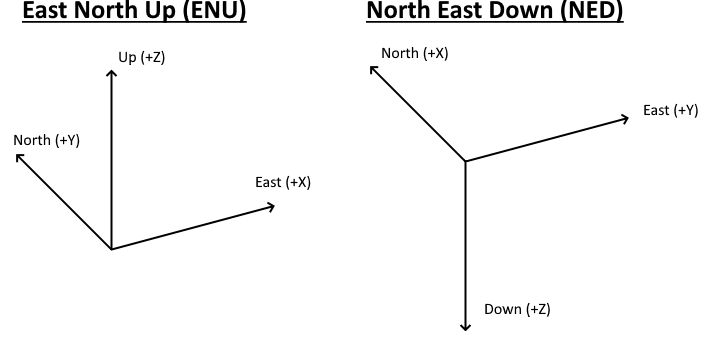 East North Up (ENU)
Up (+Z)
North (+Y)
East (+X)
North East Down (NED)
North (+X)
East (+Y)
Down (+Z)